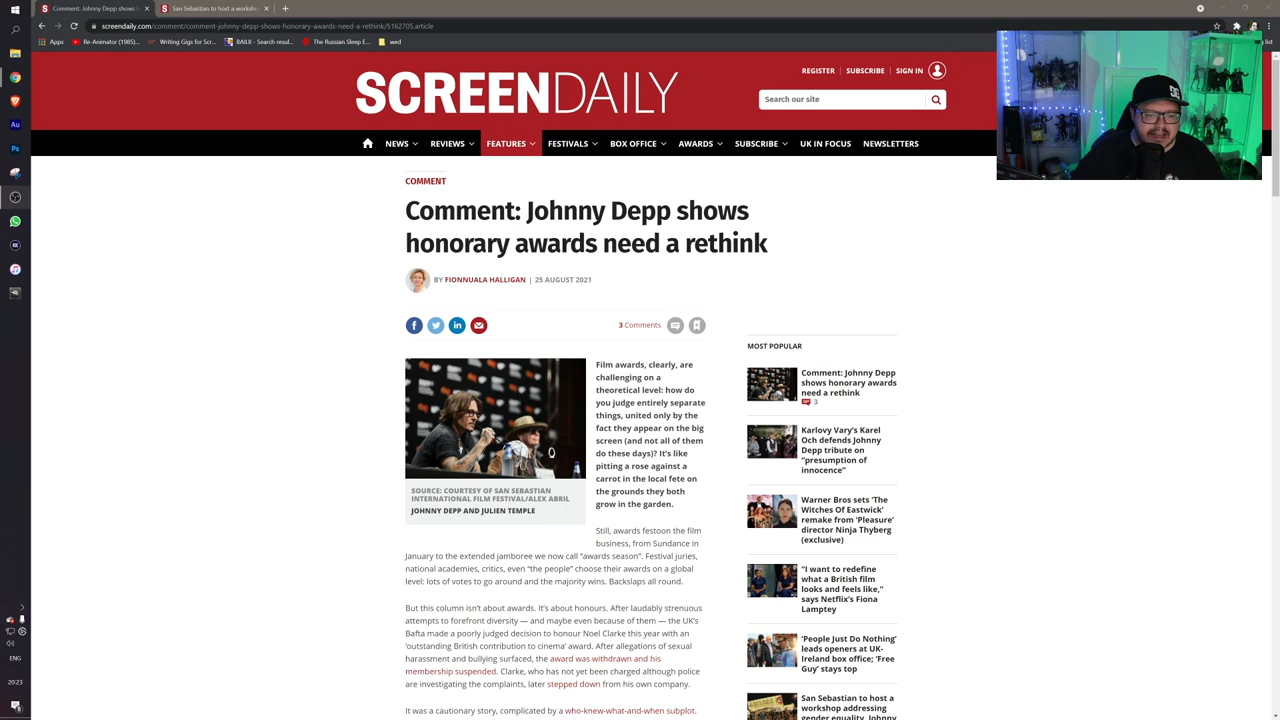 Comment: Johnny Depp shows h
San Sebastian to host a worksho
screendaily.com/comment/comment-johnny-depp-shows-honorary-awards-need-a-rethink/5162705.article
Apps
Re-Animator (1985)...
Writing Gigs for Scr...
BAILII - Search resul...
The Russian Sleep E...
wed
g list
SCREENDAILY
REGISTER
SUBSCRIBE
SIGN IN
Search our site
NEWS
REVIEWS
FEATURES
FESTIVALS
BOX OFFICE
AWARDS
SUBSCRIBE
UK IN FOCUS
NEWSLETTERS
COMMENT
Comment: Johnny Depp shows
honorary awards need a rethink
BY FIONNUALA HALLIGAN | 25 AUGUST 2021
3 Comments
SOURCE: COURTESY OF SAN SEBASTIAN
INTERNATIONAL FILM FESTIVAL/ALEX ABRIL
JOHNNY DEPP AND JULIEN TEMPLE
Film awards, clearly, are
challenging on a
theoretical level: how do
you judge entirely separate
things, united only by the
fact they appear on the big
screen (and not all of them
do these days)? It's like
pitting a rose against a
carrot in the local fete on
the grounds they both
grow in the garden.
Still, awards festoon the film
business, from Sundance in
January to the extended jamboree we now call "awards season". Festival juries,
national academies, critics, even "the people" choose their awards on a global
level: lots of votes to go around and the majority wins. Backslaps all round.
But this column isn't about awards. It's about honours. After laudably strenuous
attempts to forefront diversity — and maybe even because of them — the UK's
Bafta made a poorly judged decision to honour Noel Clarke this year with an
'outstanding British contribution to cinema' award. After allegations of sexual
harassment and bullying surfaced, the award was withdrawn and his
membership suspended. Clarke, who has not yet been charged although police
are investigating the complaints, later stepped down from his own company.
It was a cautionary story, complicated by a who-knew-what-and-when subplot.
MOST POPULAR
Comment: Johnny Depp
shows honorary awards
need a rethink
3
Karlovy Vary's Karel
Och defends Johnny
Depp tribute on
"presumption of
innocence"
Warner Bros sets 'The
Witches Of Eastwick'
remake from 'Pleasure'
director Ninja Thyberg
(exclusive)
"I want to redefine
what a British film
looks and feels like,"
says Netflix's Fiona
Lamptey
'People Just Do Nothing'
leads openers at UK-
Ireland box office; 'Free
Guy' stays top
San Sebastian to host a
workshop addressing
gender equality, Johnny
Au
ENG
23:02